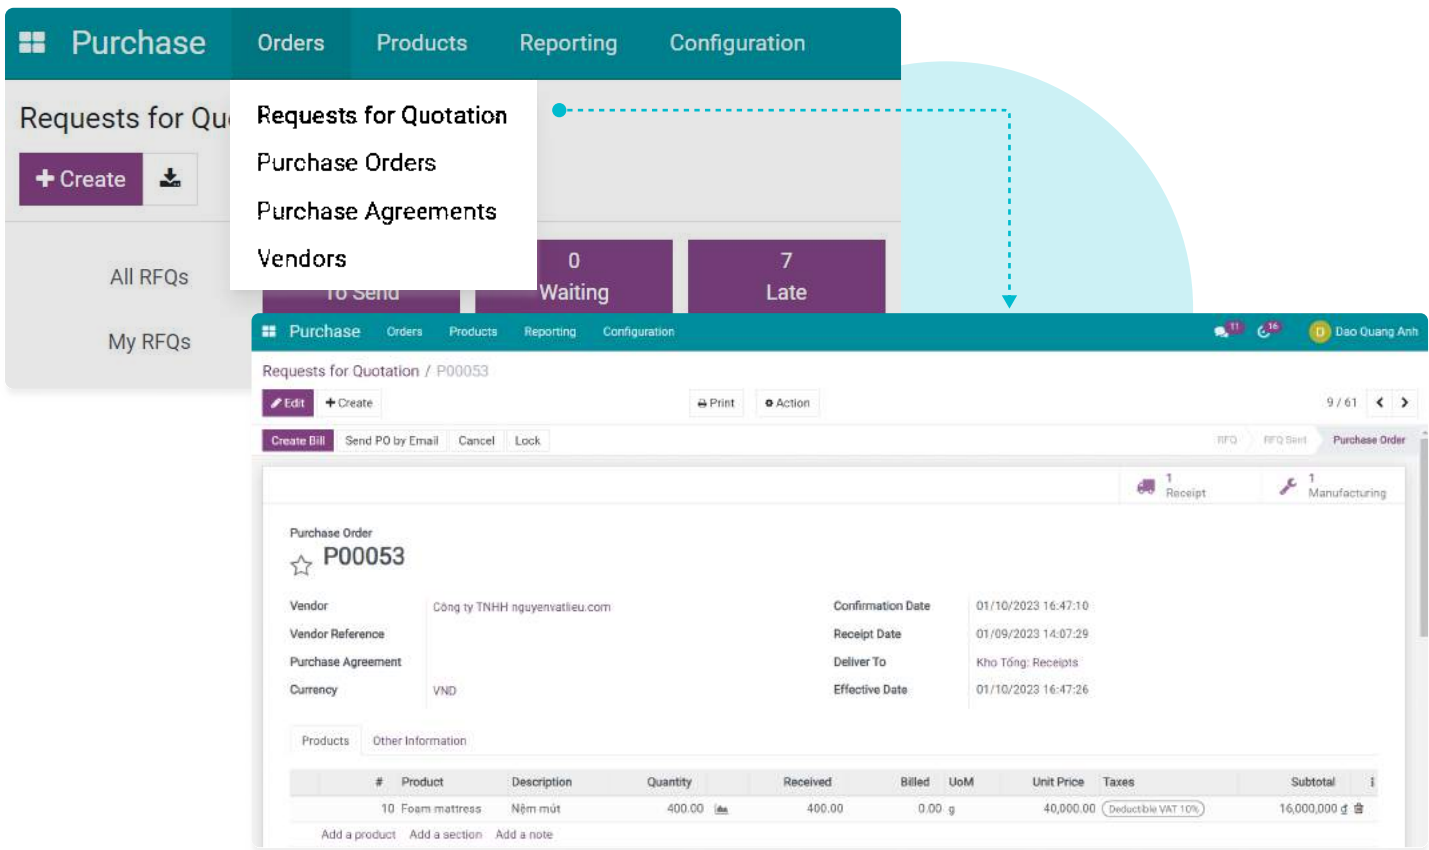 Purchase Orders Products Reporting Configuration
Requests for Qu
Requests for Quotation
Purchase Orders
Purchase Agreements
Vendors
+ Create
All RFQs
My RFQs
To Send
0
Waiting
7
Late
Purchase Orders Products Reporting Configuration 11 16 D Dao Quang Anh
Requests for Quotation / P00053
Edit + Create Print Action 9 / 61
Create Bill Send PO by Email Cancel Lock RFQ RFQ Sent Purchase Order
1
Receipt
1
Manufacturing
Purchase Order
P00053
Vendor Công ty TNHH nguyenvatlieu.com Confirmation Date 01/10/2023 16:47:10
Vendor Reference Receipt Date 01/09/2023 14:07:29
Purchase Agreement Deliver To Kho Tổng: Receipts
Currency VND Effective Date 01/10/2023 16:47:26
Products Other Information
# Product Description Quantity Received Billed UoM Unit Price Taxes Subtotal
10 Foam mattress Nệm mút 400.00 400.00 0.00 g 40,000.00 Deductible VAT 10% 16,000,000 ₫
Add a product Add a section Add a note